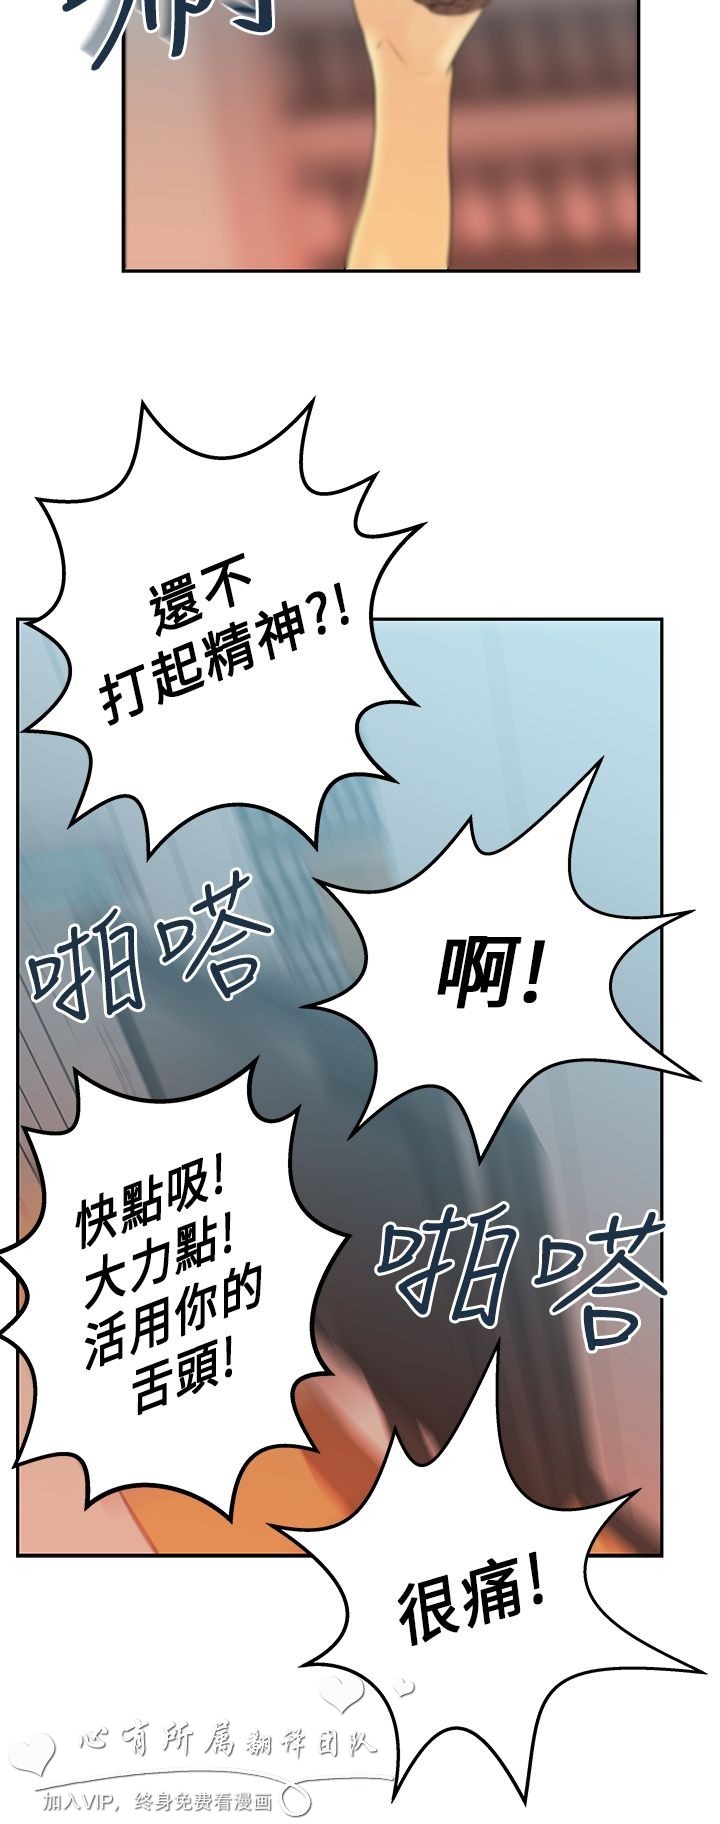 還不
打起精神?!
啪嗒
啊!
快點吸!
大力點!
活用你的
舌頭!
啪嗒
很痛!
心有所属翻译团队
加入VIP，终身免费看漫画